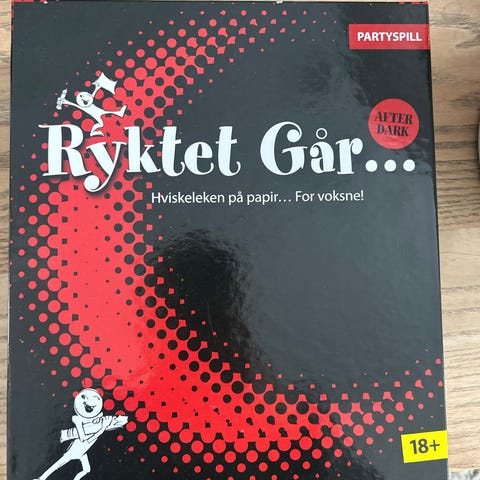 PARTYSPILL
AFTER
DARK
Ryktet Går...
Hviskeleken på papir... For voksne!
18+